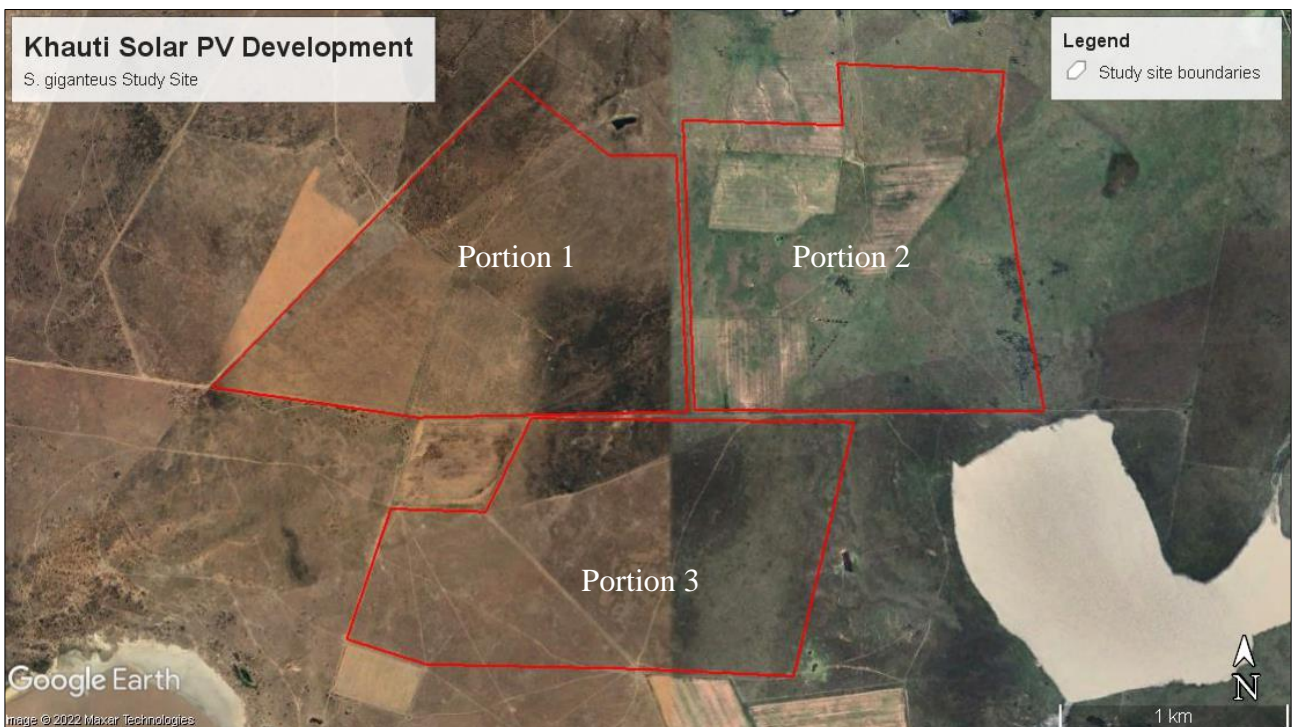 Khauti Solar PV Development
S. giganteus Study Site
Legend
Study site boundaries
Portion 1
Portion 2
Portion 3
Google Earth
mage © 2022 Maxar Technologies
N
1 km